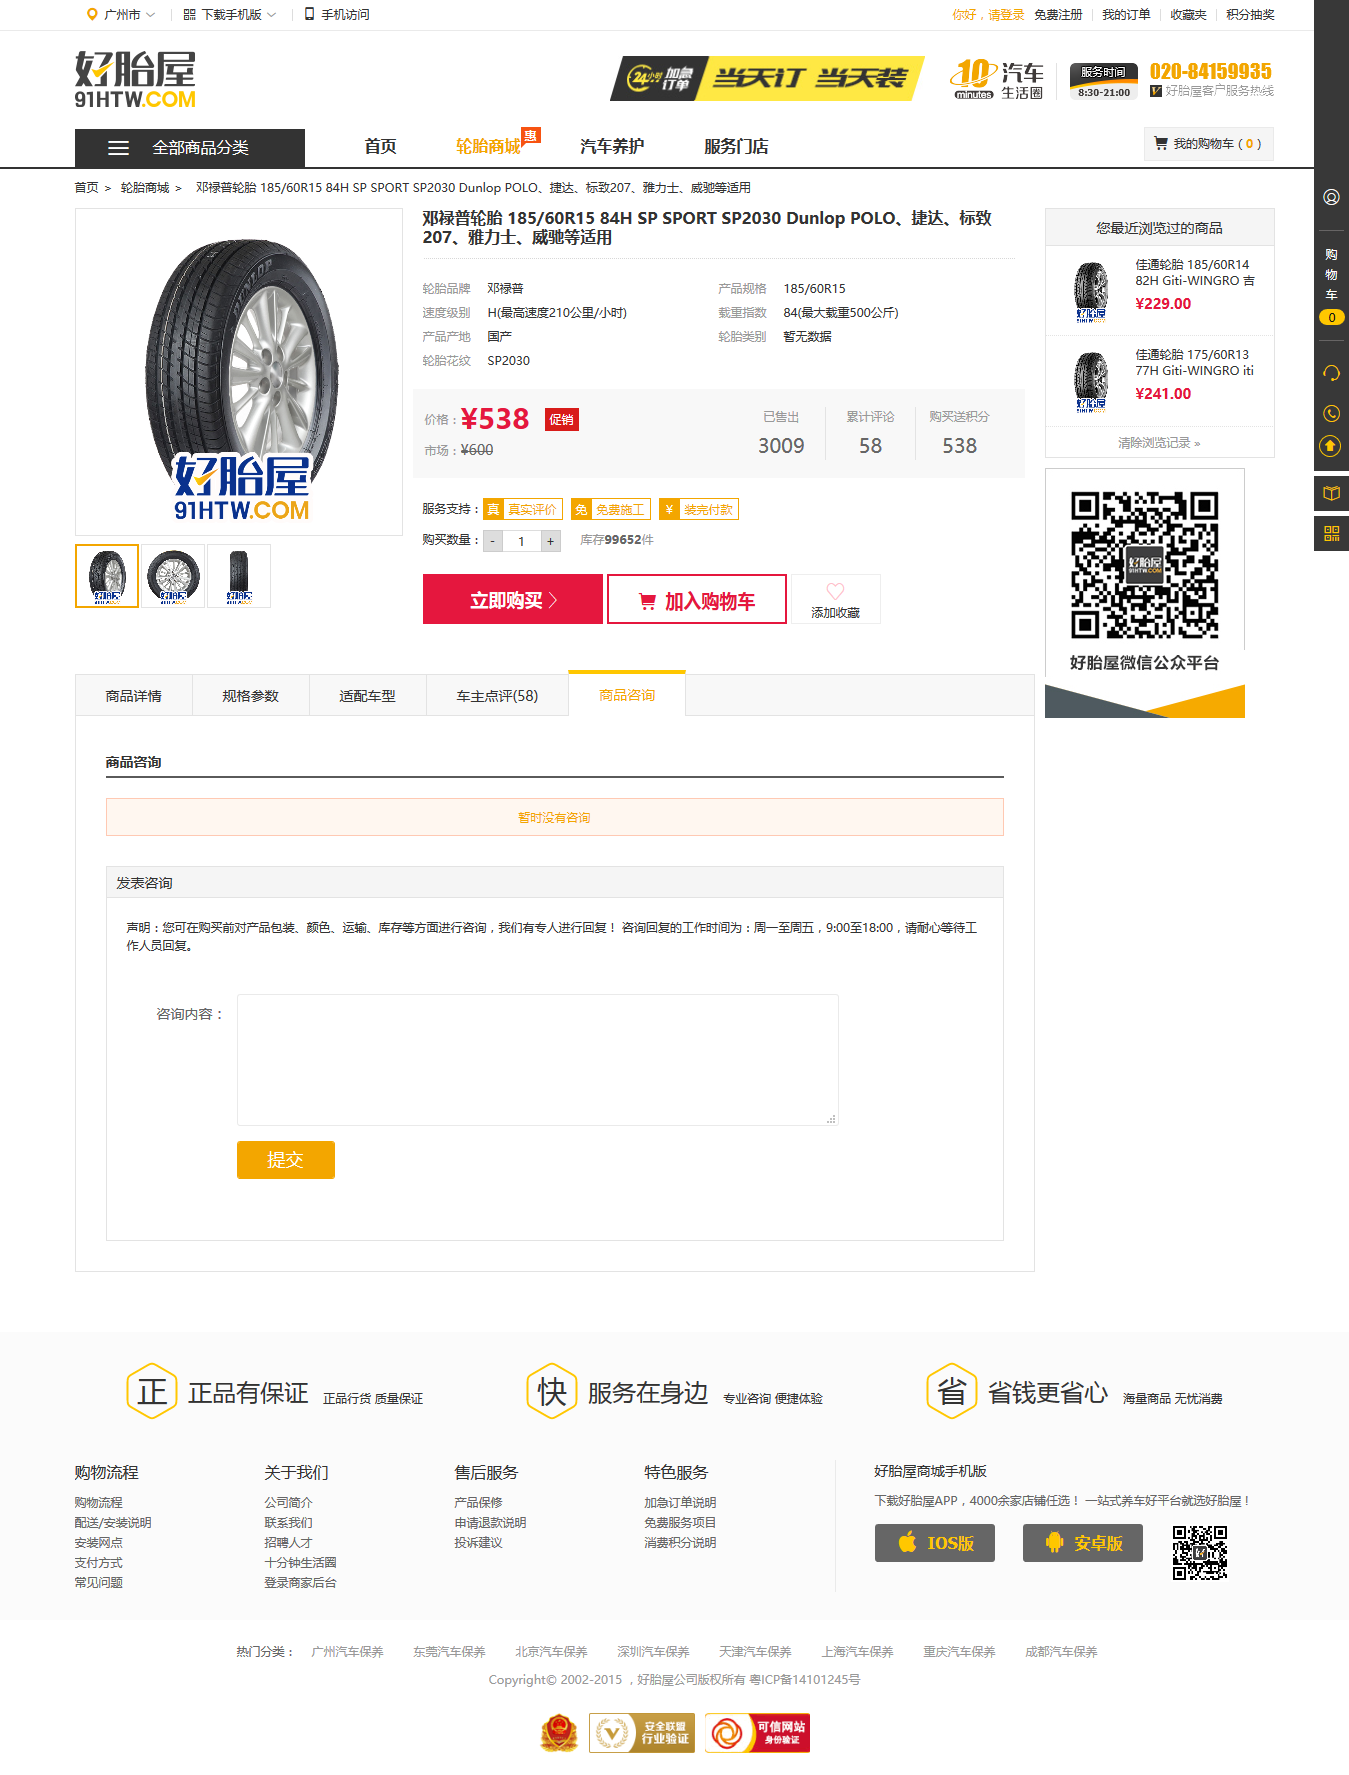 广州市
下载手机版
手机访问
你好，请登录 免费注册 我的订单 收藏夹 积分抽奖
好胎屋
91HTW.COM
24小时 加急订单 当天订 当天装
10 minutes 汽车生活圈
服务时间
8:30-21:00
020-84159935
好胎屋客户服务热线
全部商品分类
首页 轮胎商城 惠 汽车养护 服务门店
我的购物车 ( 0 )
首页 > 轮胎商城 > 邓禄普轮胎 185/60R15 84H SP SPORT SP2030 Dunlop POLO、捷达、标致207、雅力士、威驰等适用
好胎屋
91HTW.COM
邓禄普轮胎 185/60R15 84H SP SPORT SP2030 Dunlop POLO、捷达、标致
207、雅力士、威驰等适用
轮胎品牌 邓禄普 产品规格 185/60R15
速度级别 H(最高速度210公里/小时) 载重指数 84(最大载重500公斤)
产品产地 国产 轮胎类别 暂无数据
轮胎花纹 SP2030
价格：¥538 促销
市场：¥600
已售出 累计评论 购买送积分
3009 58 538
服务支持： 真 真实评价 免 免费施工 ¥ 装完付款
购买数量： - 1 + 库存99652件
立即购买 加入购物车 添加收藏
您最近浏览过的商品
佳通轮胎 185/60R14
82H Giti-WINGRO 吉
¥229.00
佳通轮胎 175/60R13
77H Giti-WINGRO iti
¥241.00
清除浏览记录 »
好胎屋
91HTW.COM
好胎屋微信公众平台
购
物
车
0
商品详情 规格参数 适配车型 车主点评(58) 商品咨询
商品咨询
暂时没有咨询
发表咨询
声明：您可在购买前对产品包装、颜色、运输、库存等方面进行咨询，我们有专人进行回复！ 咨询回复的工作时间为：周一至周五，9:00至18:00，请耐心等待工
作人员回复。
咨询内容：
提交
正 正品有保证 正品行货 质量保证
快 服务在身边 专业咨询 便捷体验
省 省钱更省心 海量商品 无忧消费
购物流程
购物流程
配送/安装说明
安装网点
支付方式
常见问题
关于我们
公司简介
联系我们
招聘人才
十分钟生活圈
登录商家后台
售后服务
产品保修
申请退款说明
投诉建议
特色服务
加急订单说明
免费服务项目
消费积分说明
好胎屋商城手机版
下载好胎屋APP，4000余家店铺任选！ 一站式养车好平台就选好胎屋！
IOS版 安卓版
热门分类： 广州汽车保养 东莞汽车保养 北京汽车保养 深圳汽车保养 天津汽车保养 上海汽车保养 重庆汽车保养 成都汽车保养
Copyright© 2002-2015 ，好胎屋公司版权所有 粤ICP备14101245号
安全联盟
行业验证
可信网站
身份验证